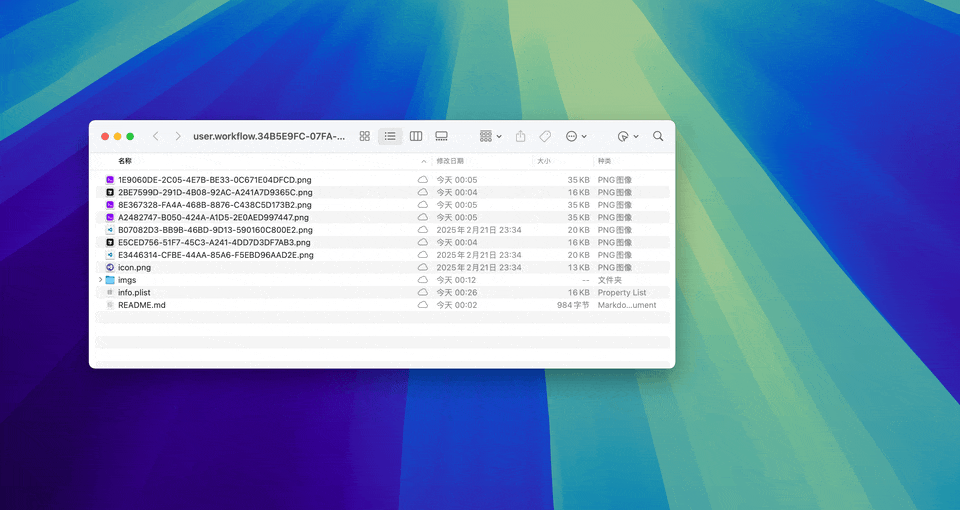 user.workflow.34B5E9FC-07FA-...
名称 修改日期 大小 种类
1E9060DE-2C05-4E7B-BE33-0C671E04DFCD.png 今天 00:05 35 KB PNG图像
2BE7599D-291D-4B08-92AC-A241A7D9365C.png 今天 00:04 16 KB PNG图像
8E367328-FA4A-468B-8876-C438C5D173B2.png 今天 00:05 35 KB PNG图像
A2482747-B050-424A-A1D5-2E0AED997447.png 今天 00:05 35 KB PNG图像
B07082D3-BB9B-46BD-9D13-590160C800E2.png 2025年2月21日 23:34 20 KB PNG图像
E5CED756-51F7-45C3-A241-4DD7D3DF7AB3.png 今天 00:04 16 KB PNG图像
E3446314-CFBE-44AA-85A6-F5EBD96AAD2E.png 2025年2月21日 23:34 20 KB PNG图像
icon.png 2025年2月21日 23:34 13 KB PNG图像
imgs 今天 00:12 -- 文件夹
info.plist 今天 00:26 16 KB Property List
README.md 今天 00:02 984 字节 Markdo...ument